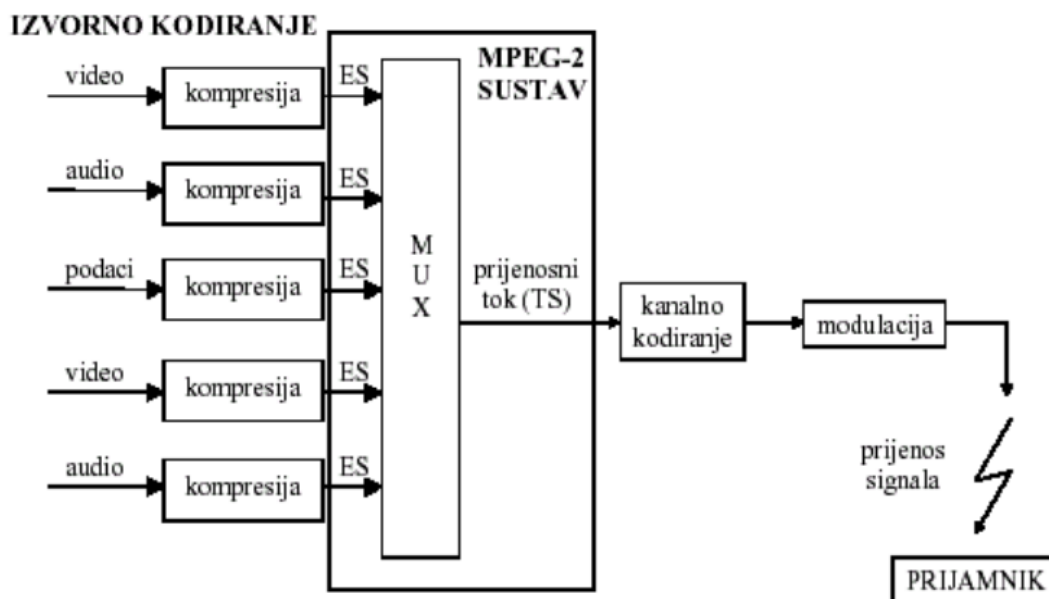 IZVORNO KODIRANJE
MPEG-2
SUSTAV
video
kompresija
ES
audio
kompresija
ES
podaci
kompresija
ES
video
kompresija
ES
audio
kompresija
ES
M
U
X
prijenosni
tok (TS)
kanalno
kodiranje
modulacija
prijenos
signala
PRIJAMNIK